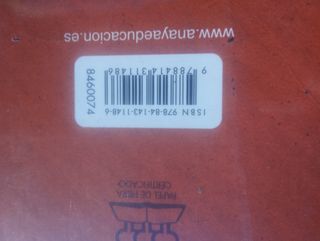 PAPEL DE FIBRA
CERTIFICADO
ISBN 978-84-143-1148-6
9 788414 311486
8460074
www.anayaeducacion.es